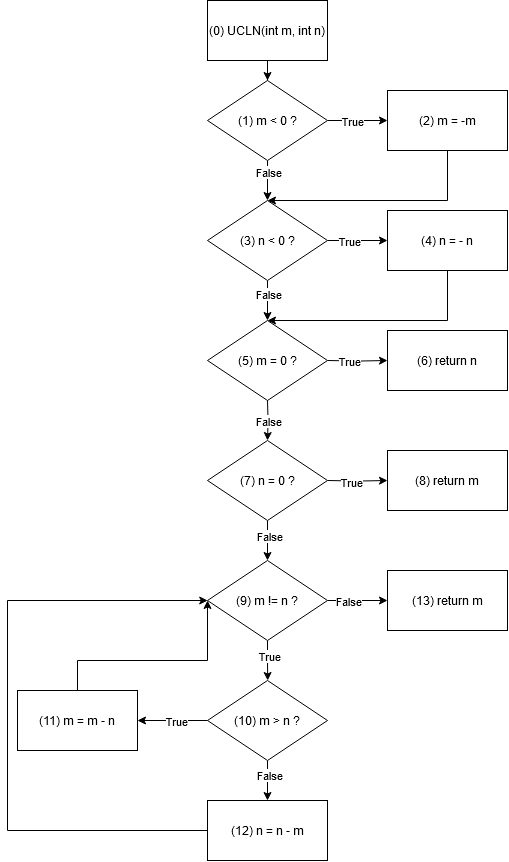 (0) UCLN(int m, int n)
(1) m < 0 ?
True
(2) m = -m
False
(3) n < 0 ?
True
(4) n = - n
False
(5) m = 0 ?
True
(6) return n
False
(7) n = 0 ?
True
(8) return m
False
(9) m != n ?
False
(13) return m
True
(11) m = m - n
True
(10) m > n ?
False
(12) n = n - m